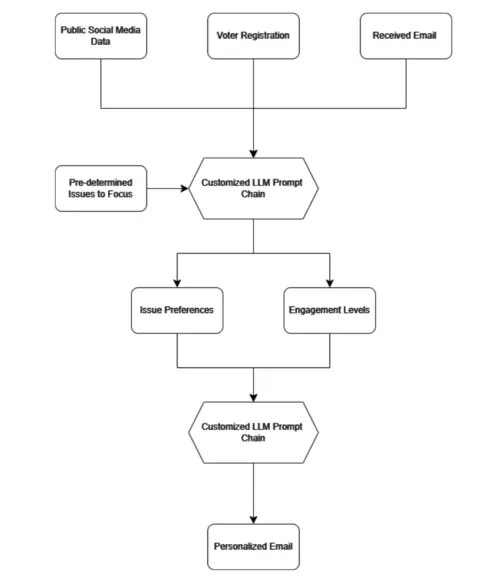 Public Social Media
Data
Voter Registration
Received Email
Pre-determined
Issues to Focus
Customized LLM Prompt
Chain
Issue Preferences
Engagement Levels
Customized LLM Prompt
Chain
Personalized Email